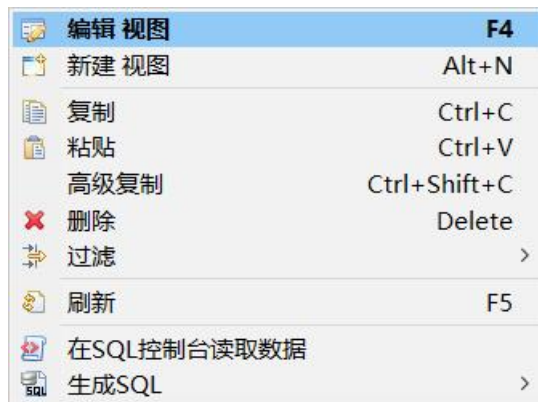 编辑 视图 F4
新建 视图 Alt+N
复制 Ctrl+C
粘贴 Ctrl+V
高级复制 Ctrl+Shift+C
删除 Delete
过滤
刷新 F5
在SQL控制台读取数据
SQL 生成SQL